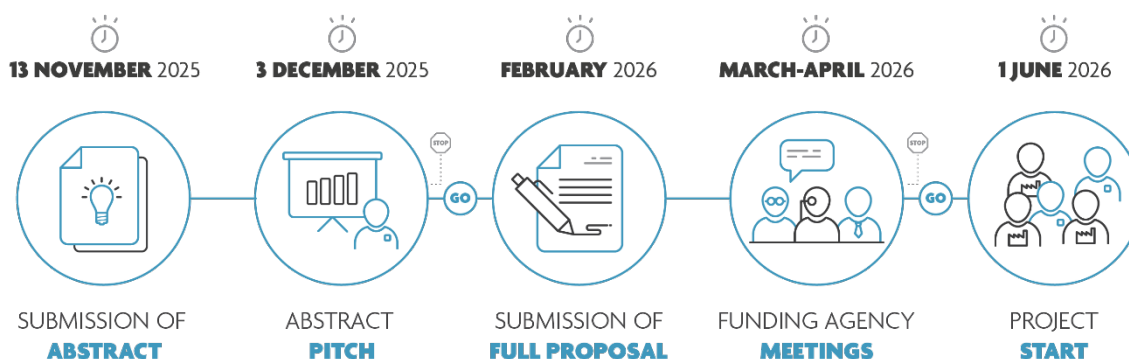 13 NOVEMBER 2025
3 DECEMBER 2025
FEBRUARY 2026
MARCH-APRIL 2026
1 JUNE 2026
STOP
GO
STOP
GO
SUBMISSION OF
ABSTRACT
ABSTRACT
PITCH
SUBMISSION OF
FULL PROPOSAL
FUNDING AGENCY
MEETINGS
PROJECT
START